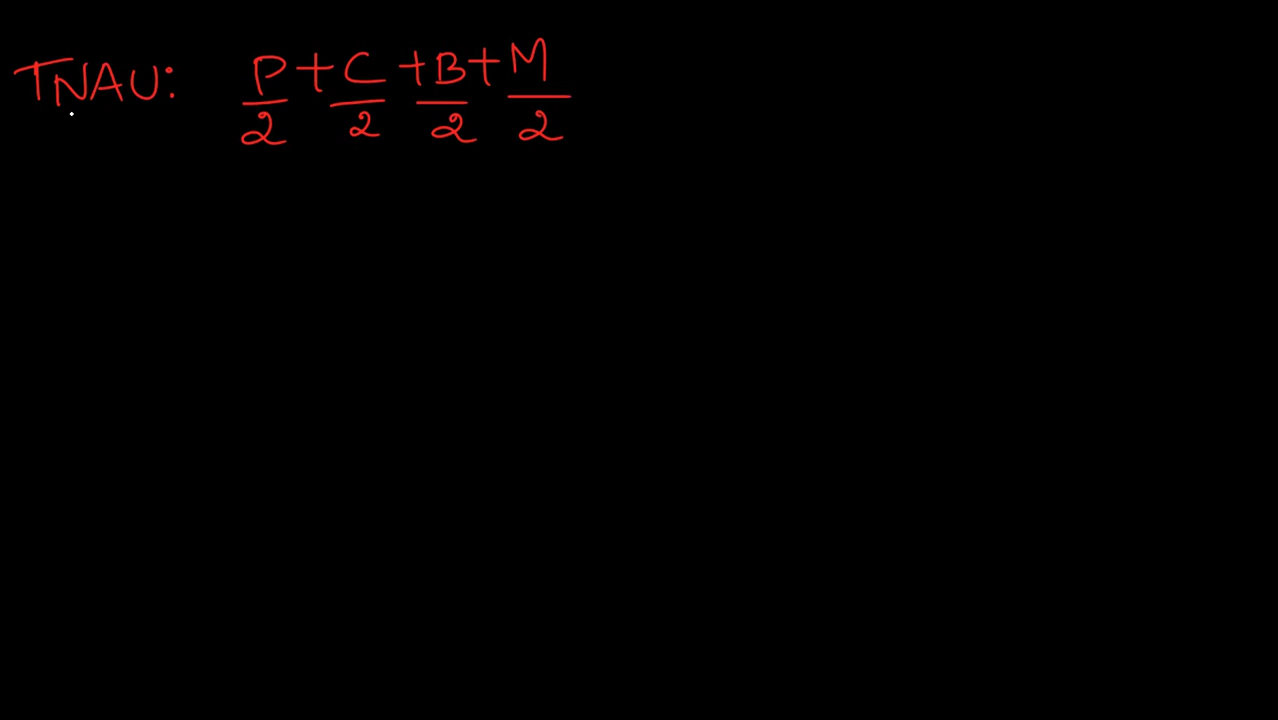 TNAU: P/2 + C/2 + B/2 + M/2